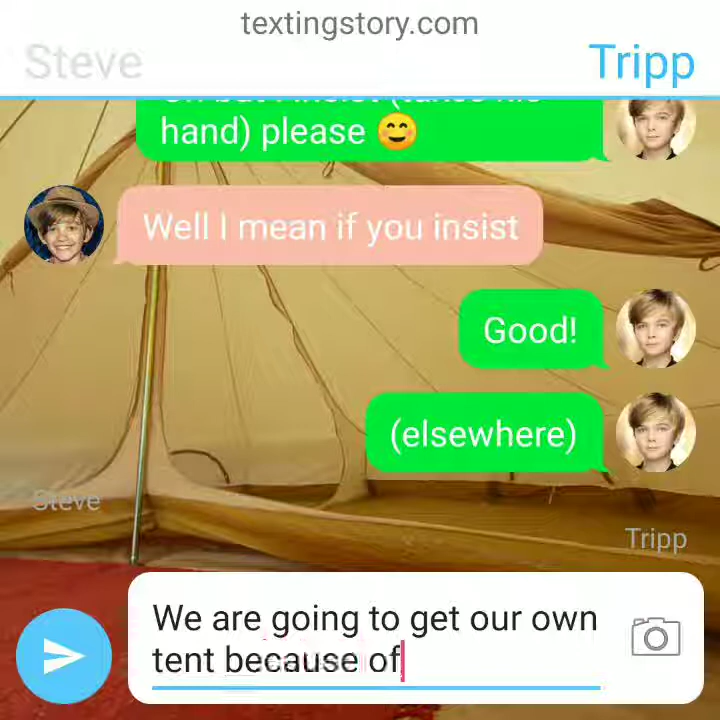 textingstory.com
Steve
Tripp
hand) please 😊
Well I mean if you insist
Good!
(elsewhere)
Steve
Tripp
We are going to get our own
tent because of